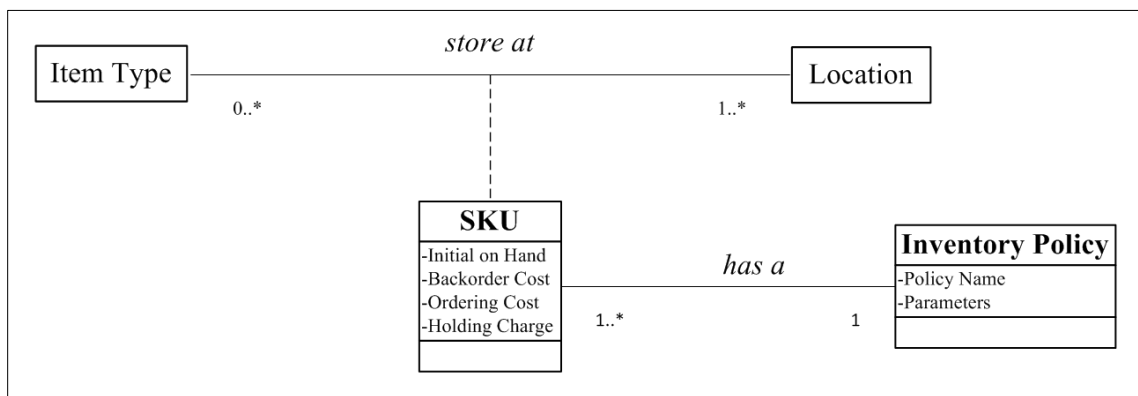 store at
Item Type
Location
0..*
1..*
SKU
-Initial on Hand
-Backorder Cost
-Ordering Cost
-Holding Charge
has a
1..*
1
Inventory Policy
-Policy Name
-Parameters